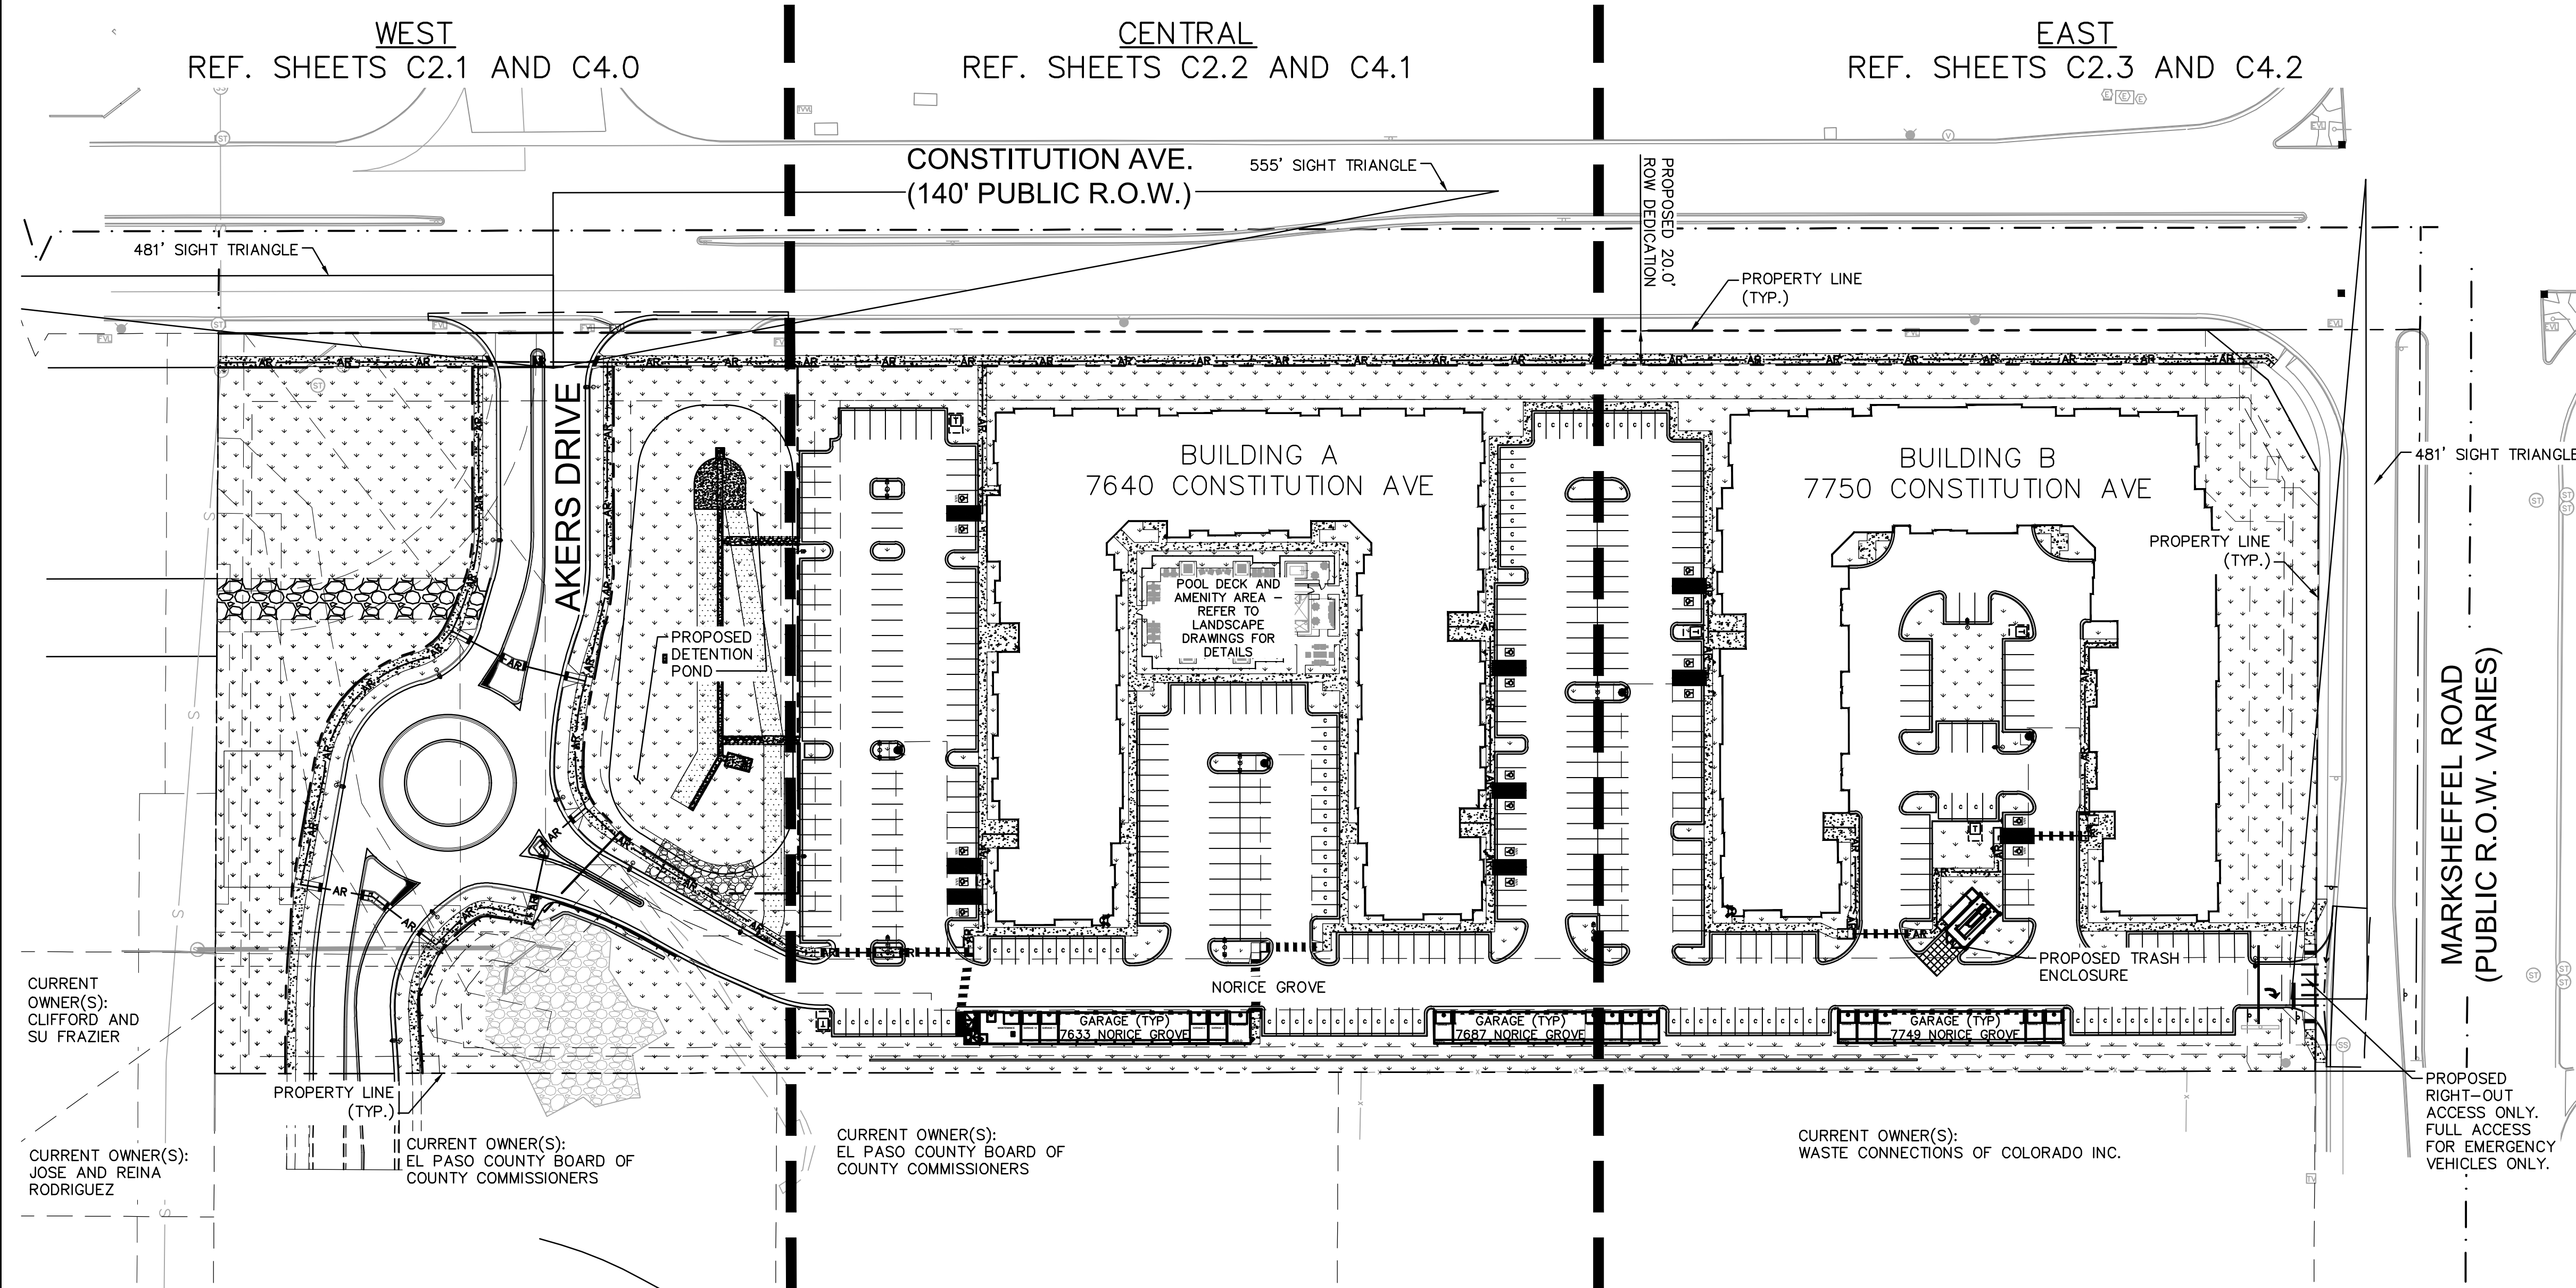 WEST
REF. SHEETS C2.1 AND C4.0
CENTRAL
REF. SHEETS C2.2 AND C4.1
EAST
REF. SHEETS C2.3 AND C4.2
CONSTITUTION AVE.
(140' PUBLIC R.O.W.)
555' SIGHT TRIANGLE
481' SIGHT TRIANGLE
PROPOSED 20.0'
ROW DEDICATION
PROPERTY LINE
(TYP.)
AKERS DRIVE
BUILDING A
7640 CONSTITUTION AVE
BUILDING B
7750 CONSTITUTION AVE
481' SIGHT TRIANGLE
PROPERTY LINE
(TYP.)
POOL DECK AND
AMENITY AREA –
REFER TO
LANDSCAPE
DRAWINGS FOR
DETAILS
PROPOSED
DETENTION
POND
MARKSHEFFEL ROAD
(PUBLIC R.O.W. VARIES)
PROPOSED TRASH
ENCLOSURE
NORICE GROVE
GARAGE (TYP)
7633 NORICE GROVE
GARAGE (TYP)
7687 NORICE GROVE
GARAGE (TYP)
7749 NORICE GROVE
CURRENT
OWNER(S):
CLIFFORD AND
SU FRAZIER
PROPERTY LINE
(TYP.)
CURRENT OWNER(S):
JOSE AND REINA
RODRIGUEZ
CURRENT OWNER(S):
EL PASO COUNTY BOARD OF
COUNTY COMMISSIONERS
CURRENT OWNER(S):
EL PASO COUNTY BOARD OF
COUNTY COMMISSIONERS
CURRENT OWNER(S):
WASTE CONNECTIONS OF COLORADO INC.
PROPOSED
RIGHT–OUT
ACCESS ONLY.
FULL ACCESS
FOR EMERGENCY
VEHICLES ONLY.